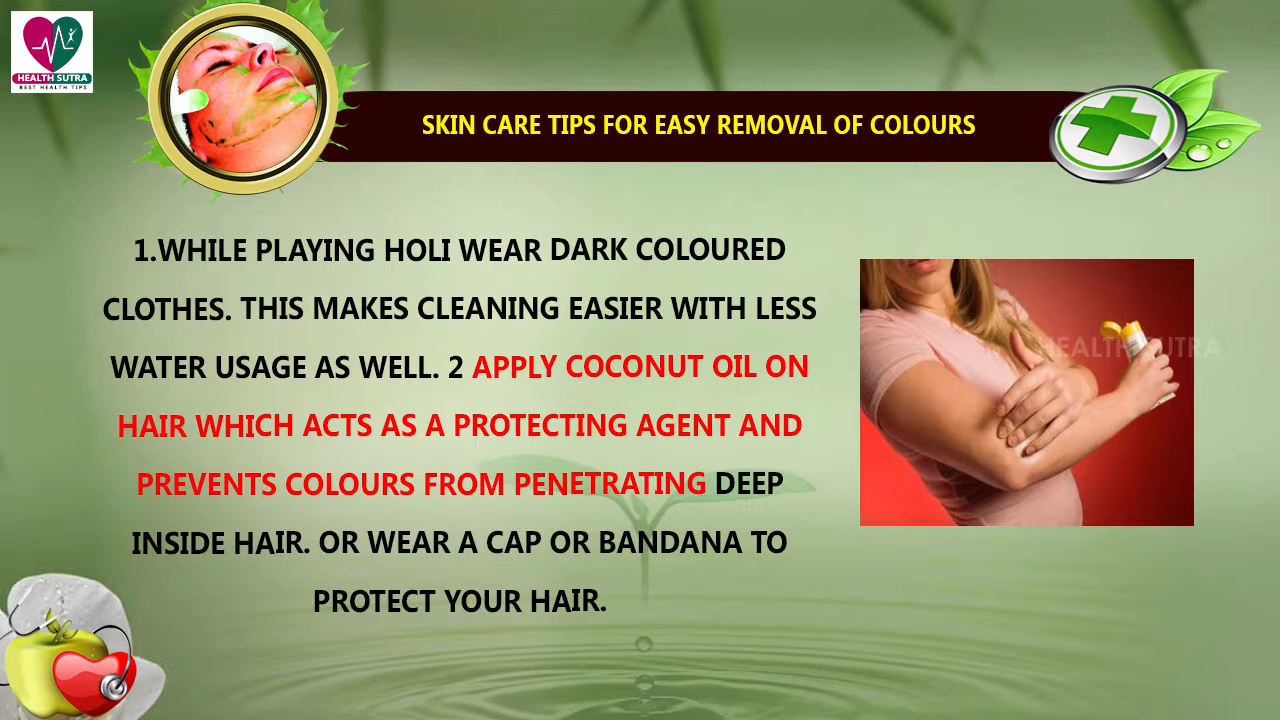 HEALTH SUTRA
BEST HEALTH TIPS
SKIN CARE TIPS FOR EASY REMOVAL OF COLOURS
1.WHILE PLAYING HOLI WEAR DARK COLOURED
CLOTHES. THIS MAKES CLEANING EASIER WITH LESS
WATER USAGE AS WELL. 2 APPLY COCONUT OIL ON
HAIR WHICH ACTS AS A PROTECTING AGENT AND
PREVENTS COLOURS FROM PENETRATING DEEP
INSIDE HAIR. OR WEAR A CAP OR BANDANA TO
PROTECT YOUR HAIR.
HEALTH SUTRA